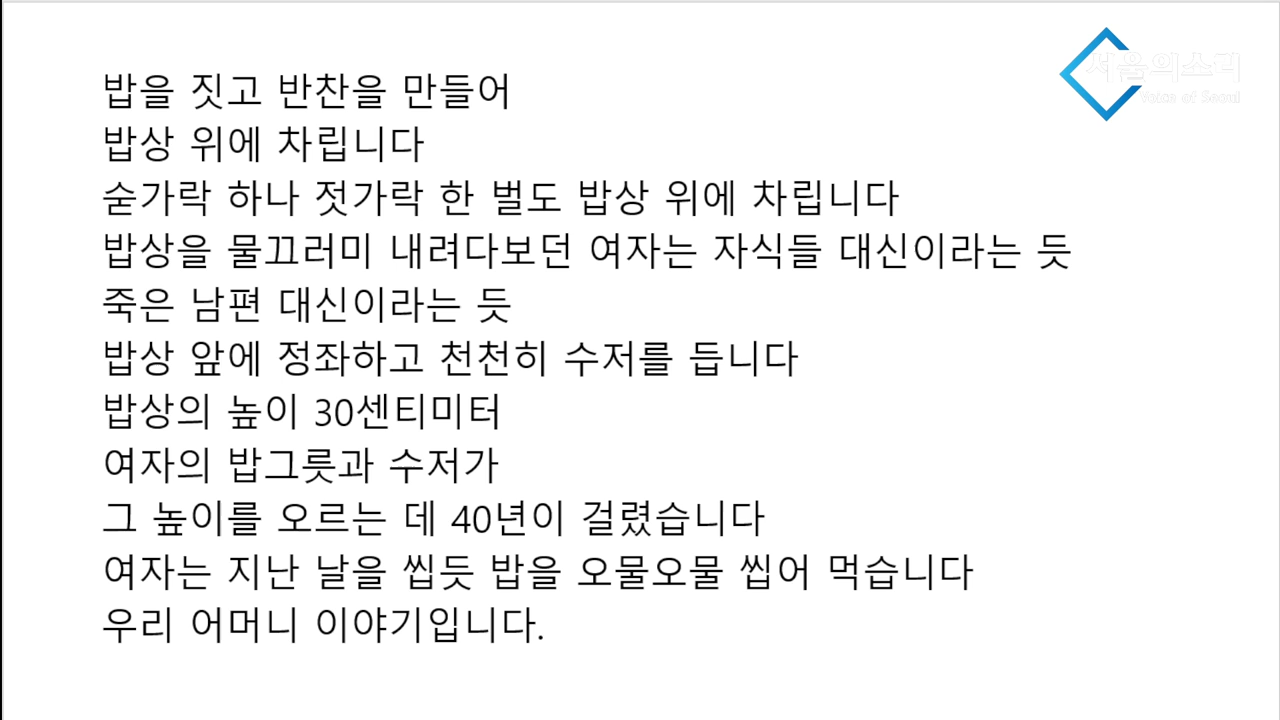 밥을 짓고 반찬을 만들어
밥상 위에 차립니다
숟가락 하나 젓가락 한 벌도 밥상 위에 차립니다
밥상을 물끄러미 내려다보던 여자는 자식들 대신이라는 듯
죽은 남편 대신이라는 듯
밥상 앞에 정좌하고 천천히 수저를 듭니다
밥상의 높이 30센티미터
여자의 밥그릇과 수저가
그 높이를 오르는 데 40년이 걸렸습니다
여자는 지난 날을 씹듯 밥을 오물오물 씹어 먹습니다
우리 어머니 이야기입니다.
서울의소리
Voice of Seoul